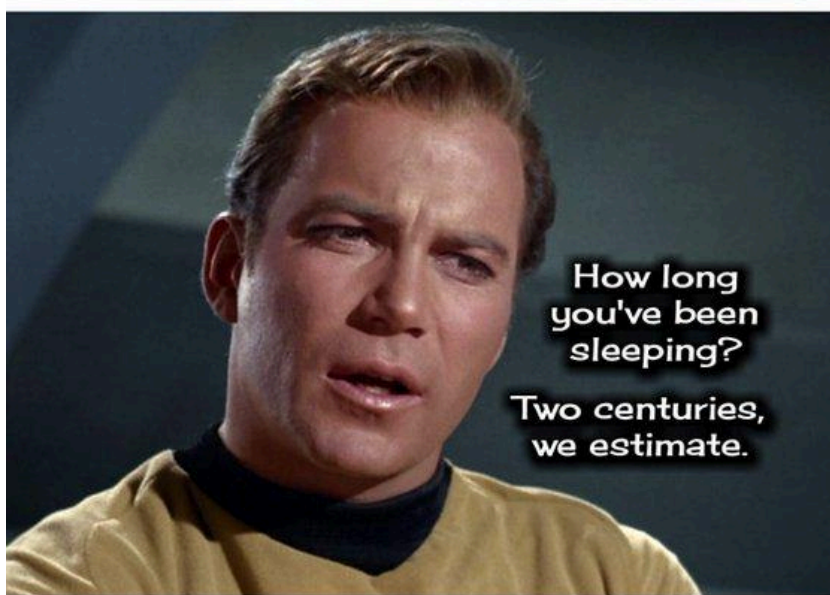 How long
you've been
sleeping?
Two centuries,
we estimate.